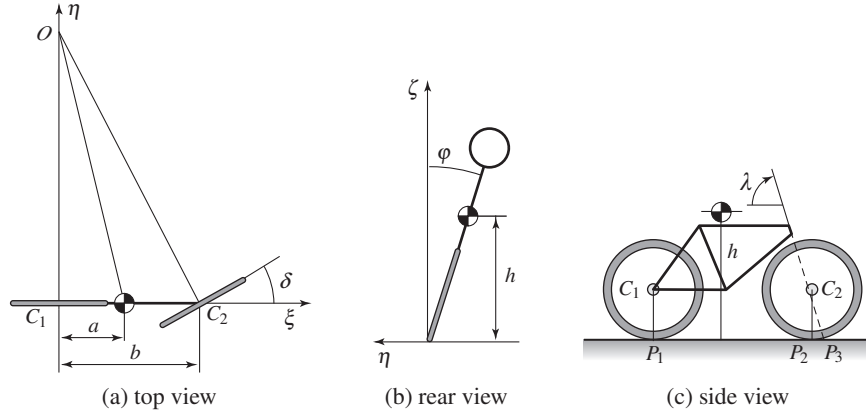 η
O
C₁
a
b
C₂
δ
ξ
(a) top view
ζ
φ
h
η
(b) rear view
λ
h
C₁
C₂
P₁
P₂
P₃
(c) side view